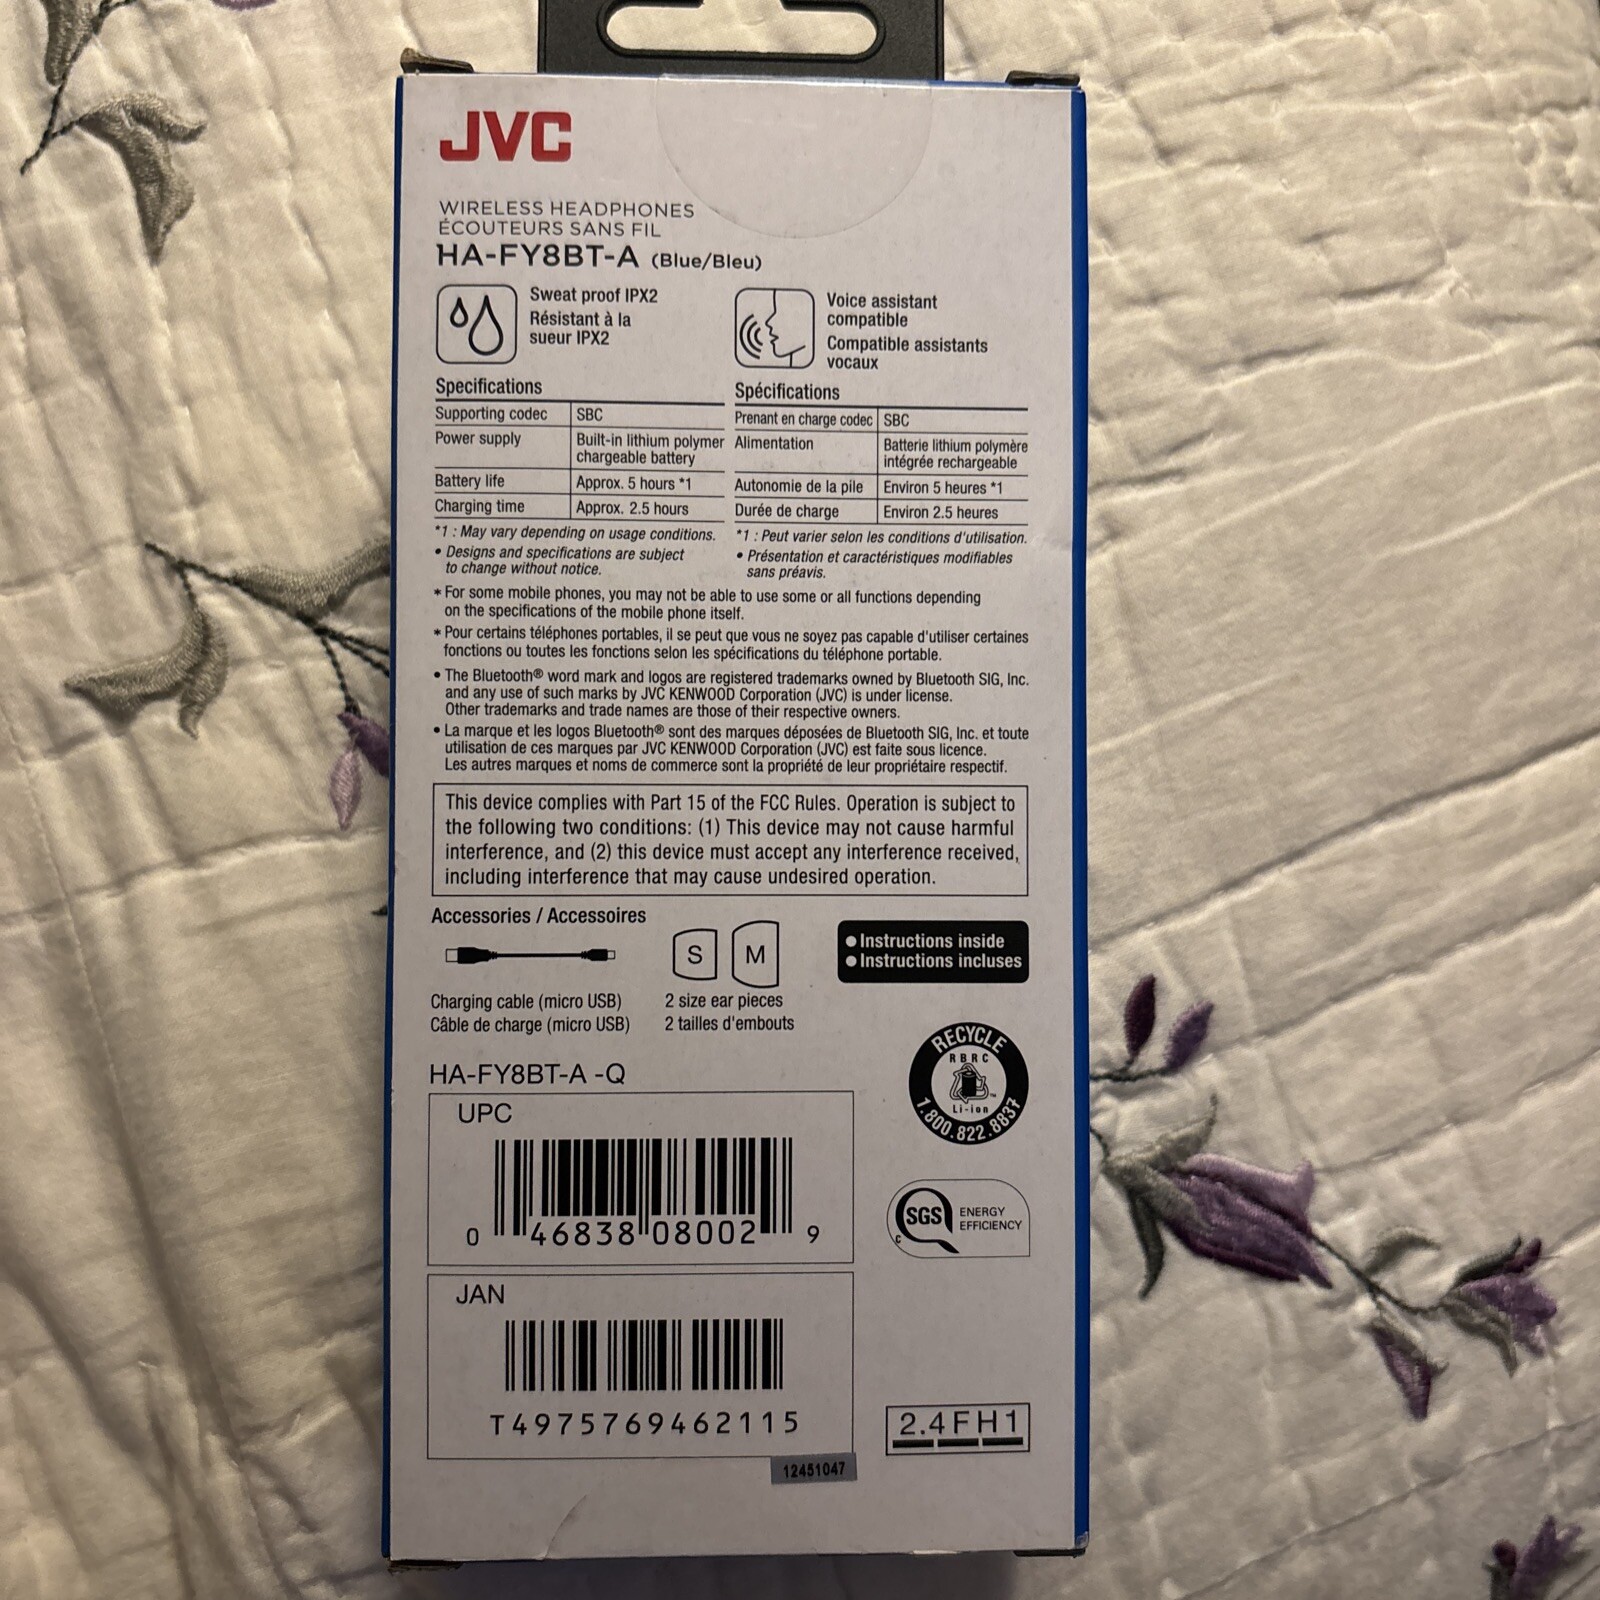 JVC
WIRELESS HEADPHONES
ÉCOUTEURS SANS FIL
HA-FY8BT-A (Blue/Bleu)
Sweat proof IPX2
Résistant à la
sueur IPX2
Voice assistant
compatible
Compatible assistants
vocaux
Specifications
Supporting codec SBC
Power supply Built-in lithium polymer
chargeable battery
Battery life Approx. 5 hours *1
Charging time Approx. 2.5 hours
*1 : May vary depending on usage conditions.
• Designs and specifications are subject
to change without notice.
Spécifications
Prenant en charge codec SBC
Alimentation Batterie lithium polymère
intégrée rechargeable
Autonomie de la pile Environ 5 heures *1
Durée de charge Environ 2.5 heures
*1 : Peut varier selon les conditions d'utilisation.
• Présentation et caractéristiques modifiables
sans préavis.
* For some mobile phones, you may not be able to use some or all functions depending
on the specifications of the mobile phone itself.
* Pour certains téléphones portables, il se peut que vous ne soyez pas capable d'utiliser certaines
fonctions ou toutes les fonctions selon les spécifications du téléphone portable.
• The Bluetooth® word mark and logos are registered trademarks owned by Bluetooth SIG, Inc.
and any use of such marks by JVC KENWOOD Corporation (JVC) is under license.
Other trademarks and trade names are those of their respective owners.
• La marque et les logos Bluetooth® sont des marques déposées de Bluetooth SIG, Inc. et toute
utilisation de ces marques par JVC KENWOOD Corporation (JVC) est faite sous licence.
Les autres marques et noms de commerce sont la propriété de leur propriétaire respectif.
This device complies with Part 15 of the FCC Rules. Operation is subject to
the following two conditions: (1) This device may not cause harmful
interference, and (2) this device must accept any interference received,
including interference that may cause undesired operation.
Accessories / Accessoires
S M
Charging cable (micro USB)
Câble de charge (micro USB)
2 size ear pieces
2 tailles d'embouts
• Instructions inside
• Instructions incluses
RECYCLE
RBRC
Li-ion
1.800.822.8837
HA-FY8BT-A -Q
UPC
0 46838 08002 9
SGS
c
ENERGY
EFFICIENCY
JAN
T4975769462115
2.4FH1
12451047